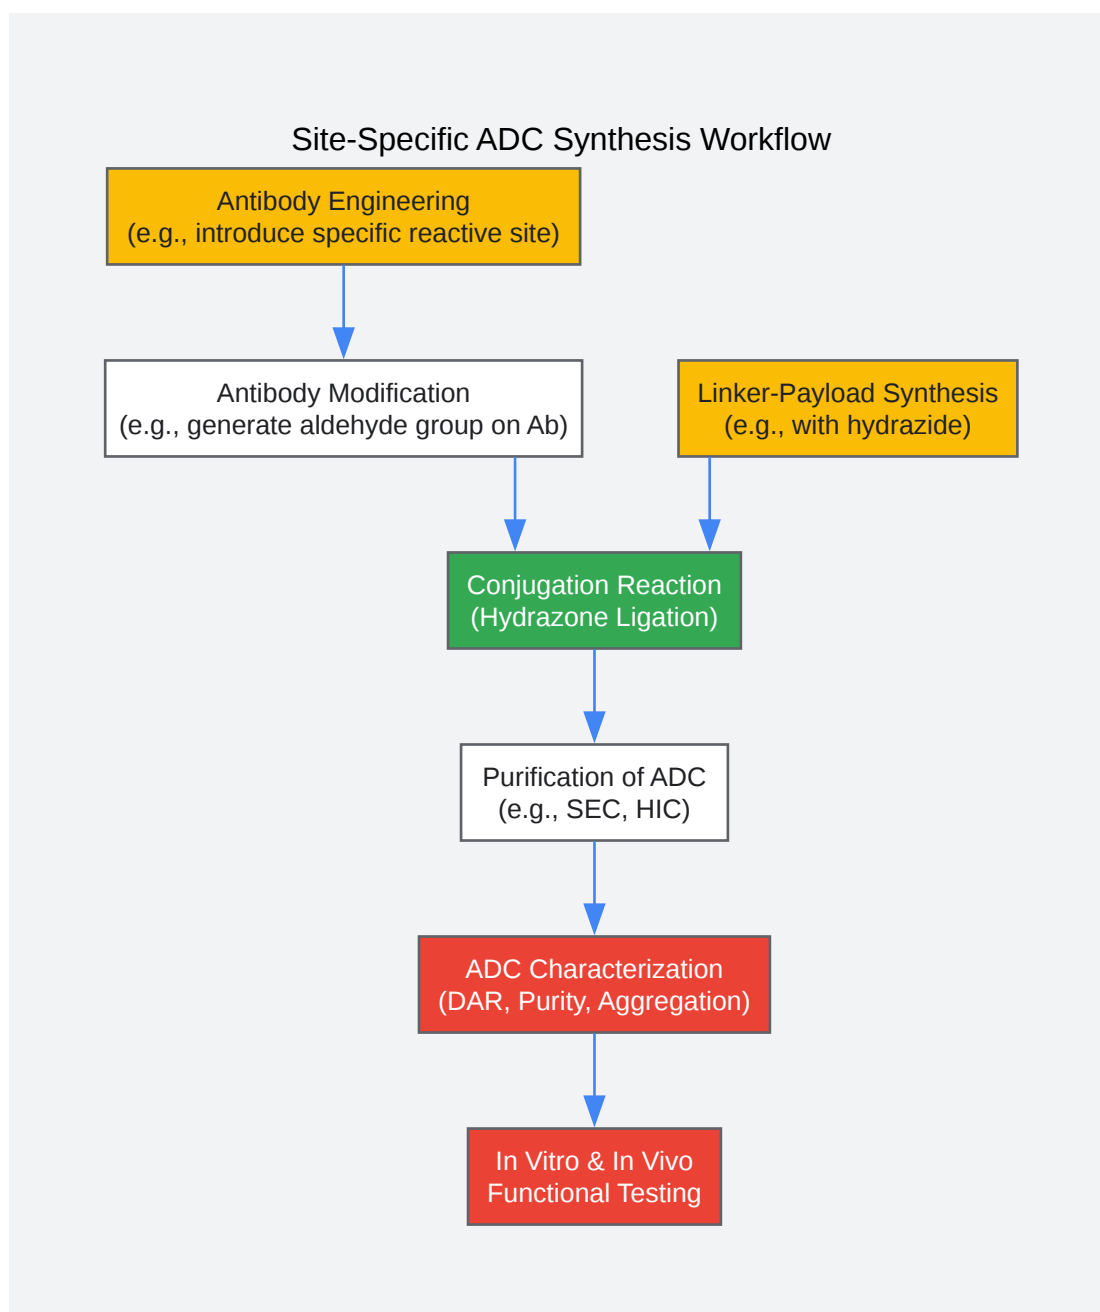 Site-Specific ADC Synthesis Workflow
Antibody Engineering
(e.g., introduce specific reactive site)
Antibody Modification
(e.g., generate aldehyde group on Ab)
Linker-Payload Synthesis
(e.g., with hydrazide)
Conjugation Reaction
(Hydrazone Ligation)
Purification of ADC
(e.g., SEC, HIC)
ADC Characterization
(DAR, Purity, Aggregation)
In Vitro & In Vivo
Functional Testing